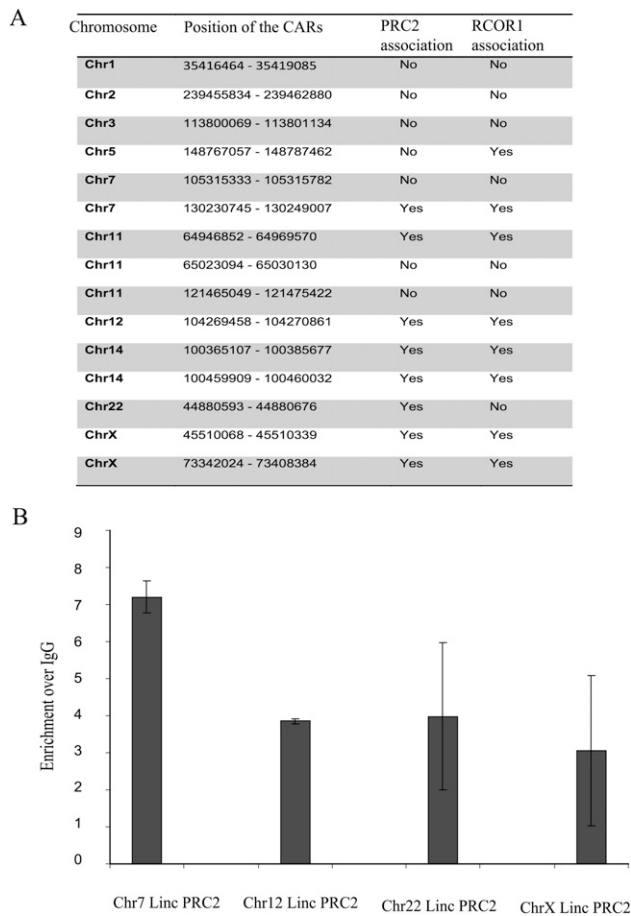 A
Chromosome Position of the CARs PRC2 association RCOR1 association
Chr1 35416464 - 35419085 No No
Chr2 239455834 - 239462880 No No
Chr3 113800069 - 113801134 No No
Chr5 148767057 - 148787462 No Yes
Chr7 105315333 - 105315782 No No
Chr7 130230745 - 130249007 Yes Yes
Chr11 64946852 - 64969570 Yes Yes
Chr11 65023094 - 65030130 No No
Chr11 121465049 - 121475422 No No
Chr12 104269458 - 104270861 Yes Yes
Chr14 100365107 - 100385677 Yes Yes
Chr14 100459909 - 100460032 Yes Yes
Chr22 44880593 - 44880676 Yes No
ChrX 45510068 - 45510339 Yes Yes
ChrX 73342024 - 73408384 Yes Yes
B
Enrichment over IgG
9
8
7
6
5
4
3
2
1
0
Chr7 Linc PRC2 Chr12 Linc PRC2 Chr22 Linc PRC2 ChrX Linc PRC2